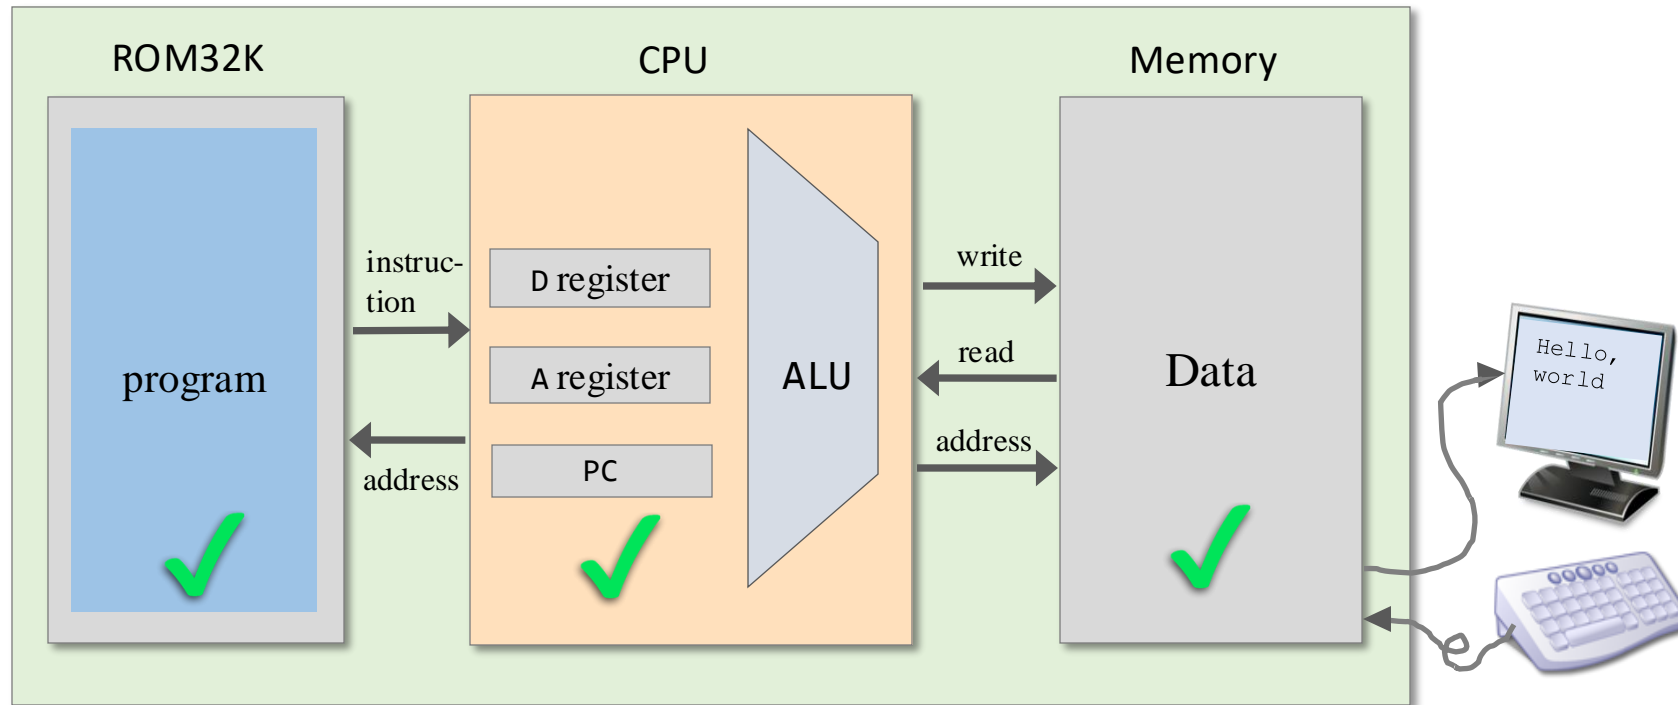 ROM32K
CPU
Memory
instruc-
tion
program
address
D register
A register
PC
ALU
write
read
address
Data
Hello,
world